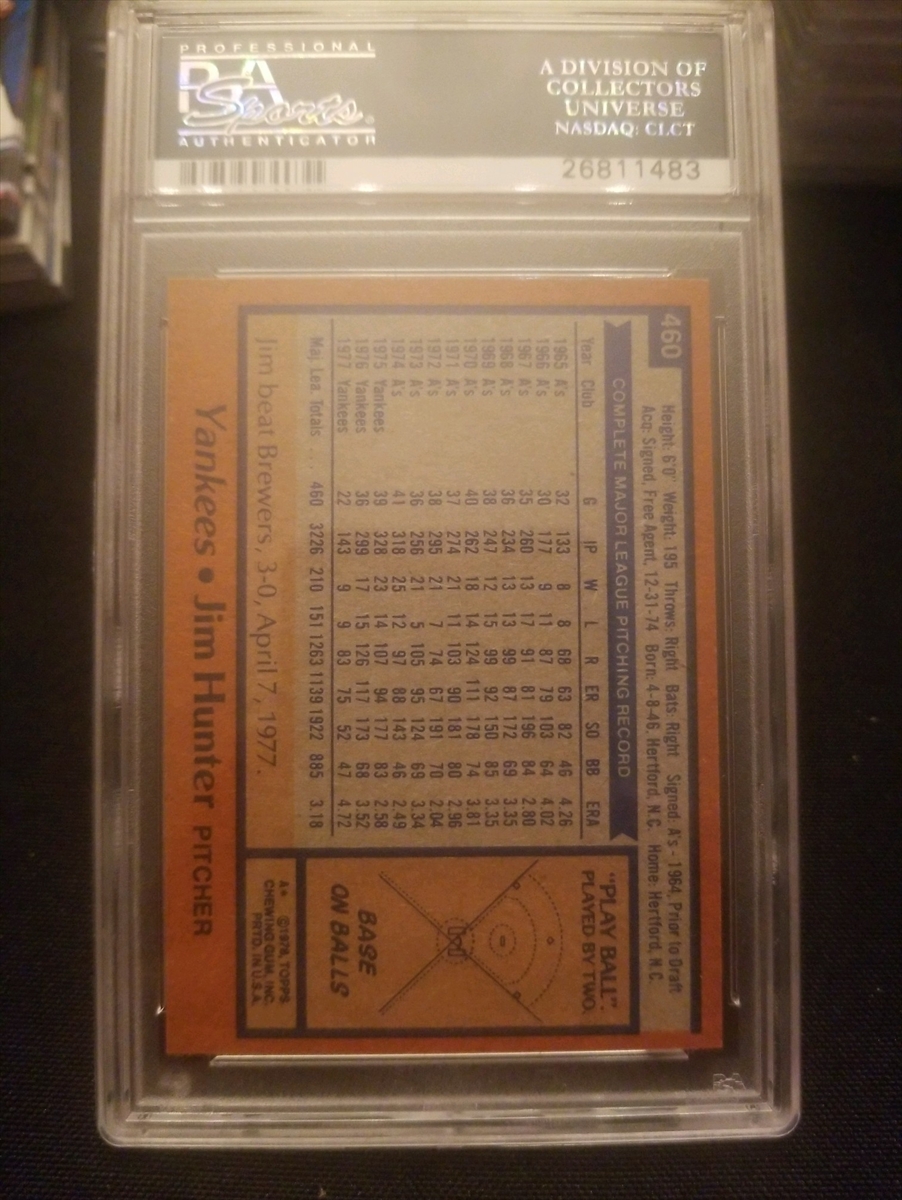 PROFESSIONAL
PSA
Sports
AUTHENTICATOR
A DIVISION OF
COLLECTORS
UNIVERSE
NASDAQ: CLCT
26811483
460
Height: 6'0" Weight: 195 Throws: Right Bats: Right Signed: A's - 1964, Prior to Draft
Acq: Signed, Free Agent, 12-31-74 Born: 4-8-46, Hertford, N.C. Home: Hertford, N.C.
COMPLETE MAJOR LEAGUE PITCHING RECORD
Year Club G IP W L R ER SO BB ERA
1965 A's 32 133 8 8 68 63 82 46 4.26
1966 A's 30 177 9 11 87 79 103 64 4.02
1967 A's 35 260 13 17 91 81 196 84 2.80
1968 A's 36 234 13 13 99 87 172 69 3.35
1969 A's 38 247 12 15 99 92 150 85 3.35
1970 A's 40 262 18 14 124 111 178 74 3.81
1971 A's 37 274 21 11 103 90 181 80 2.96
1972 A's 38 295 21 7 74 67 191 70 2.04
1973 A's 36 256 21 5 105 95 124 69 3.34
1974 A's 41 318 25 12 97 88 143 46 2.49
1975 Yankees 39 328 23 14 107 94 177 83 2.58
1976 Yankees 36 299 17 15 126 117 173 68 3.52
1977 Yankees 22 143 9 9 83 75 52 47 4.72
Maj. Lea. Totals ... 460 3226 210 151 1263 1139 1922 885 3.18
Jim beat Brewers, 3-0, April 7, 1977.
"PLAY BALL"
PLAYED BY TWO.
BASE
ON BALLS
A* ©1978, TOPPS
CHEWING GUM, INC.
PRTD. IN U.S.A.
Yankees • Jim Hunter PITCHER